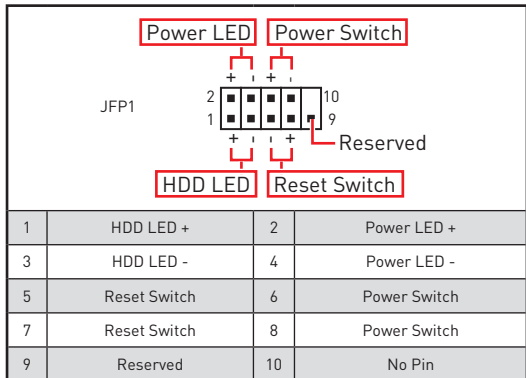 Power LED Power Switch
+ - + -
JFP1
2 10
1 9
+ - - +
Reserved
HDD LED Reset Switch
1 HDD LED + 2 Power LED +
3 HDD LED - 4 Power LED -
5 Reset Switch 6 Power Switch
7 Reset Switch 8 Power Switch
9 Reserved 10 No Pin